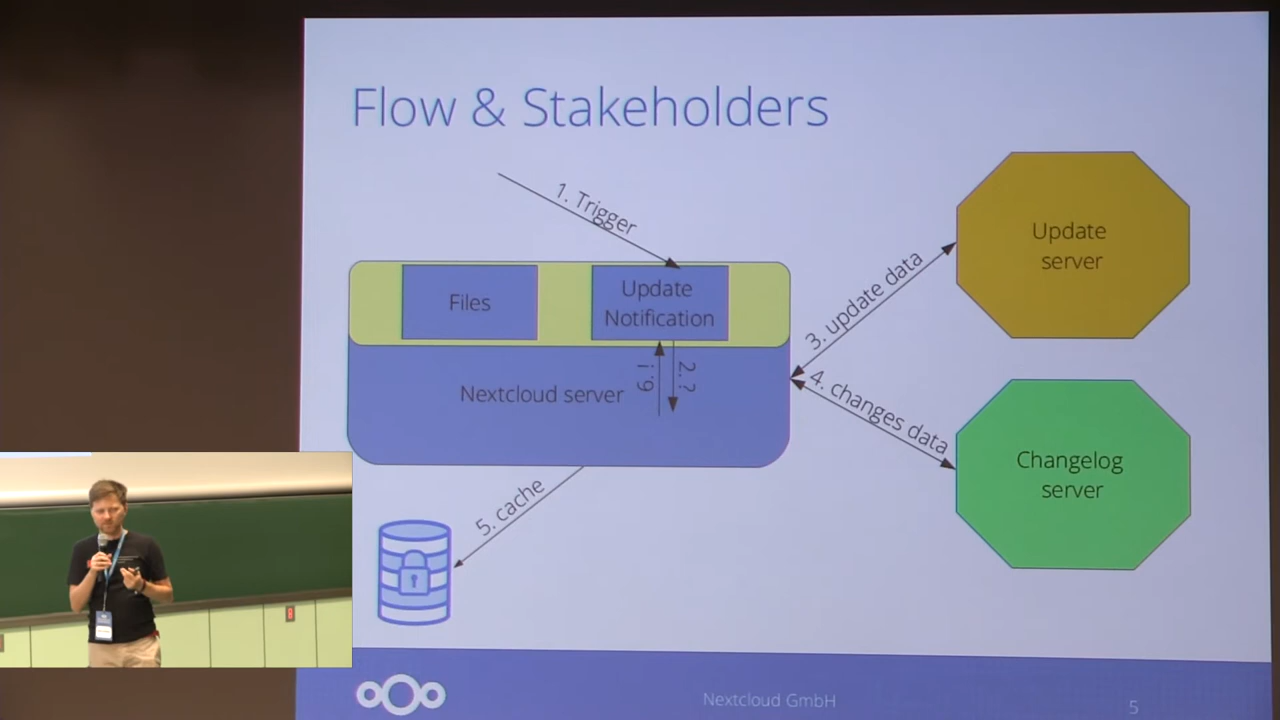 Flow & Stakeholders
1. Trigger
Files
Update
Notification
Nextcloud server
2. ?
6. !
3. update data
4. changes data
5. cache
Update
server
Changelog
server
Nextcloud GmbH
5